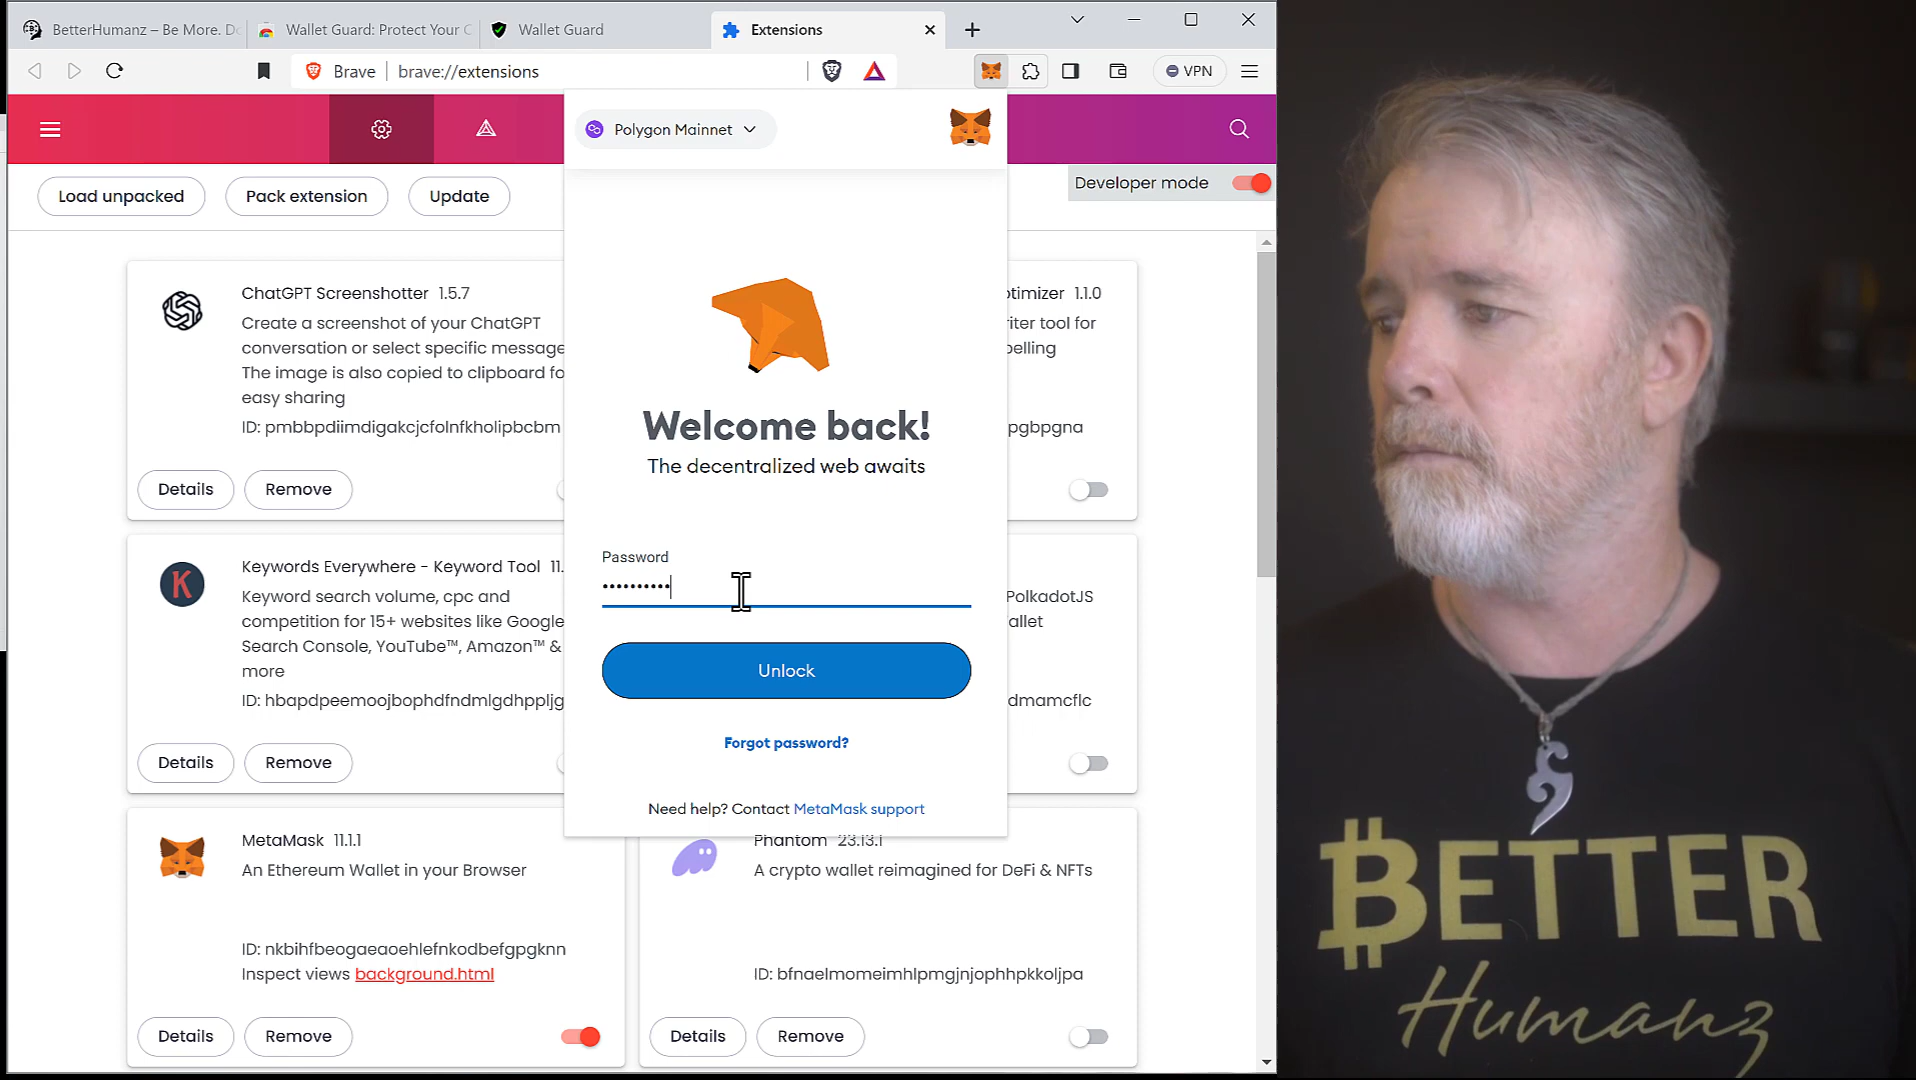 BetterHumanz – Be More. Do
Wallet Guard: Protect Your C
Wallet Guard
Extensions
Brave
brave://extensions
VPN
Polygon Mainnet
Load unpacked
Pack extension
Update
Developer mode
ChatGPT Screenshotter 1.5.7
Create a screenshot of your ChatGPT
conversation or select specific message
The image is also copied to clipboard fo
easy sharing
ID: pmbbpdiimdigakcjcfolnfkholipbcbm
Details
Remove
timizer 1.1.0
iter tool for
pelling
pgbpgna
Welcome back!
The decentralized web awaits
Password
••••••••••
Unlock
Forgot password?
Need help? Contact MetaMask support
Keywords Everywhere - Keyword Tool 11.
Keyword search volume, cpc and
competition for 15+ websites like Google
Search Console, YouTube™, Amazon™ &
more
ID: hbapdpeemoojbophdfndmlgdhppljg
Details
Remove
PolkadotJS
allet
dmamcflc
MetaMask 11.1.1
An Ethereum Wallet in your Browser
ID: nkbihfbeogaeaoehlefnkodbefgpgknn
Inspect views background.html
Details
Remove
Phantom 23.13.1
A crypto wallet reimagined for DeFi & NFTs
ID: bfnaelmomeimhlpmgjnjophhpkkoljpa
Details
Remove
K
BETTER
Humanz